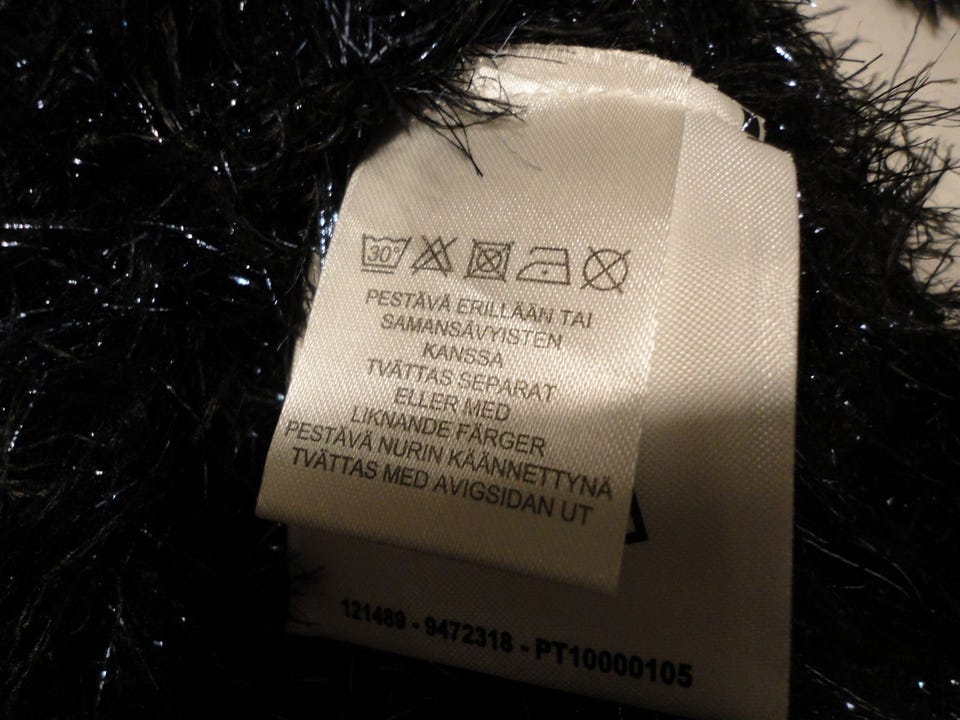 30
PESTÄVÄ ERILLÄÄN TAI
SAMANSÄVYISTEN
KANSSA
TVÄTTAS SEPARAT
ELLER MED
LIKNANDE FÄRGER
PESTÄVÄ NURIN KÄÄNNETTYNÄ
TVÄTTAS MED AVIGSIDAN UT
121489 - 9472318 - PT10000105